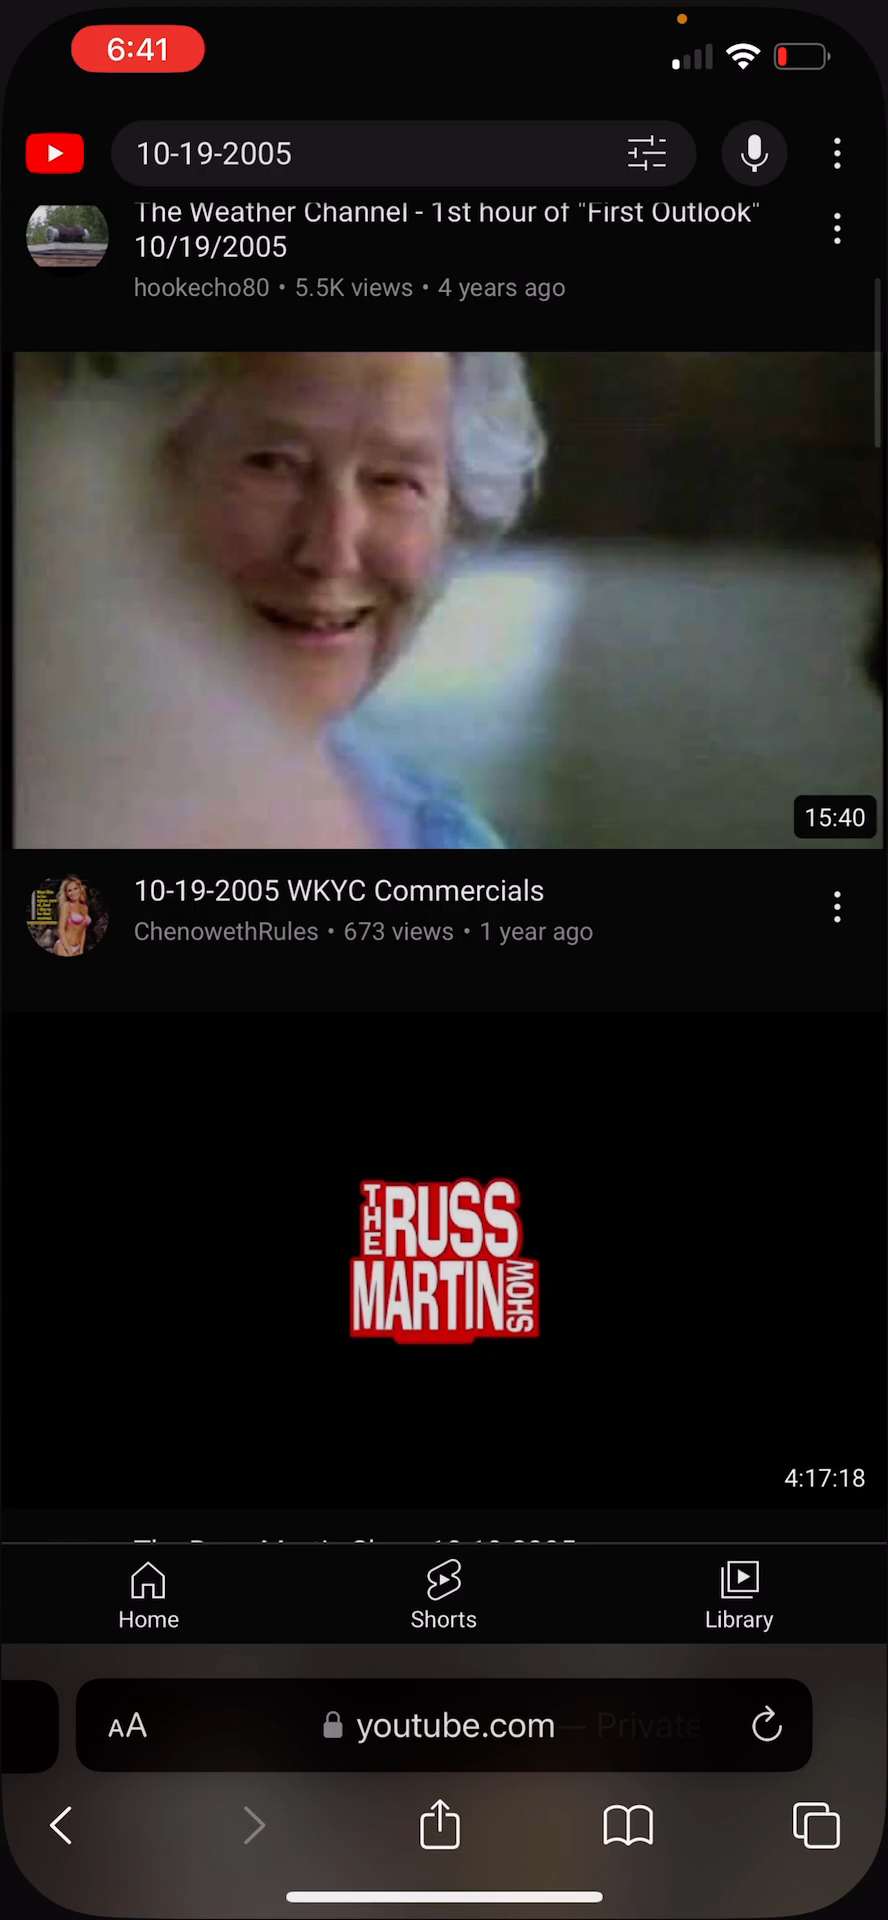 6:41
10-19-2005
The Weather Channel - 1st hour of "First Outlook"
10/19/2005
hookecho80 • 5.5K views • 4 years ago
15:40
10-19-2005 WKYC Commercials
ChenowethRules • 673 views • 1 year ago
THE RUSS
MARTIN SHOW
4:17:18
Home Shorts Library
AA youtube.com — Private